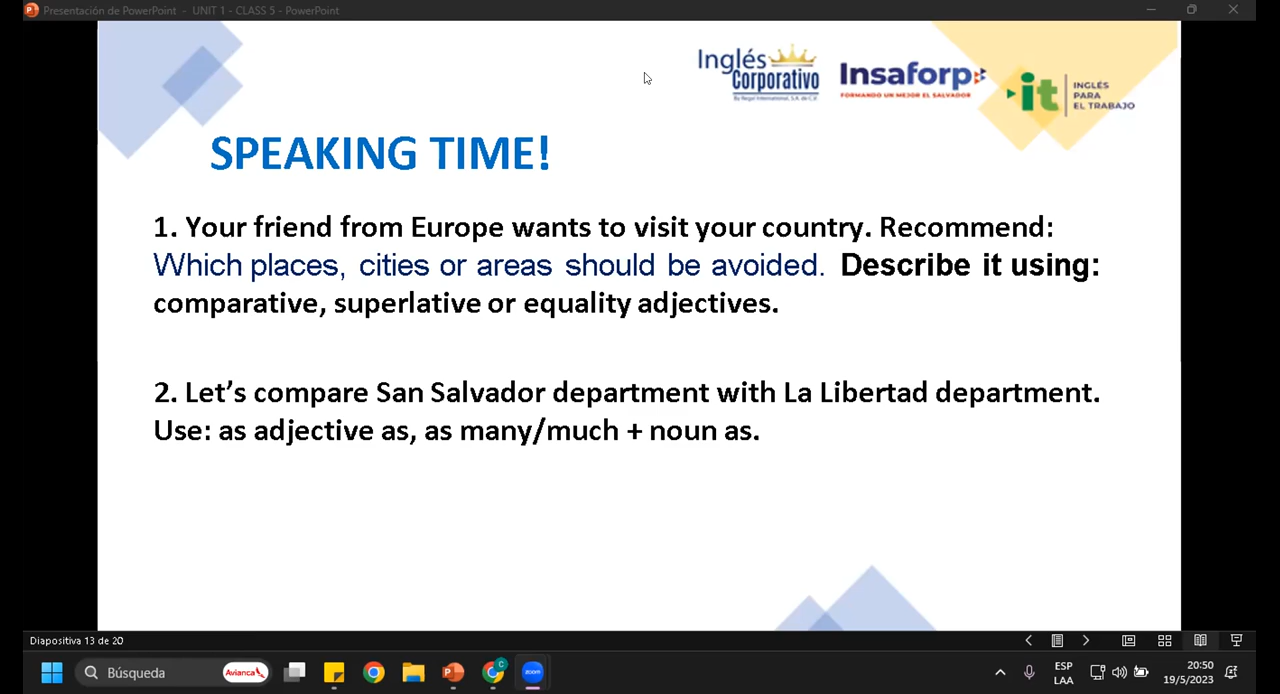 Presentación de PowerPoint - UNIT 1 - CLASS 5 - PowerPoint
Inglés
Corporativo
By Regal International, S.A. de C.V.
Insaforp
FORMANDO UN MEJOR EL SALVADOR
it
INGLÉS
PARA
EL TRABAJO
SPEAKING TIME!
1. Your friend from Europe wants to visit your country. Recommend:
Which places, cities or areas should be avoided. Describe it using:
comparative, superlative or equality adjectives.
2. Let's compare San Salvador department with La Libertad department.
Use: as adjective as, as many/much + noun as.
Diapositiva 13 de 20
Búsqueda
Avianca
C
zoom
ESP
LAA
20:50
19/5/2023